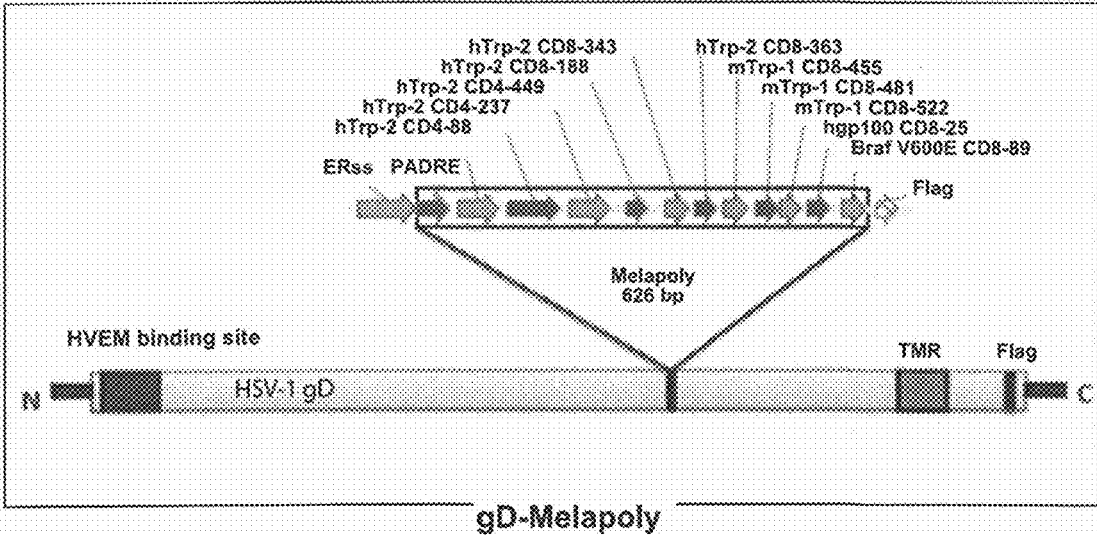 hTrp-2 CD8-343
hTrp-2 CD8-188
hTrp-2 CD4-449
hTrp-2 CD4-237
hTrp-2 CD4-88
ERss PADRE
hTrp-2 CD8-363
mTrp-1 CD8-455
mTrp-1 CD8-481
mTrp-1 CD8-522
hgp100 CD8-25
Braf V600E CD8-89
Flag
Melapoly
626 bp
HVEM binding site
TMR Flag
N HSV-1 gD C
gD-Melapoly